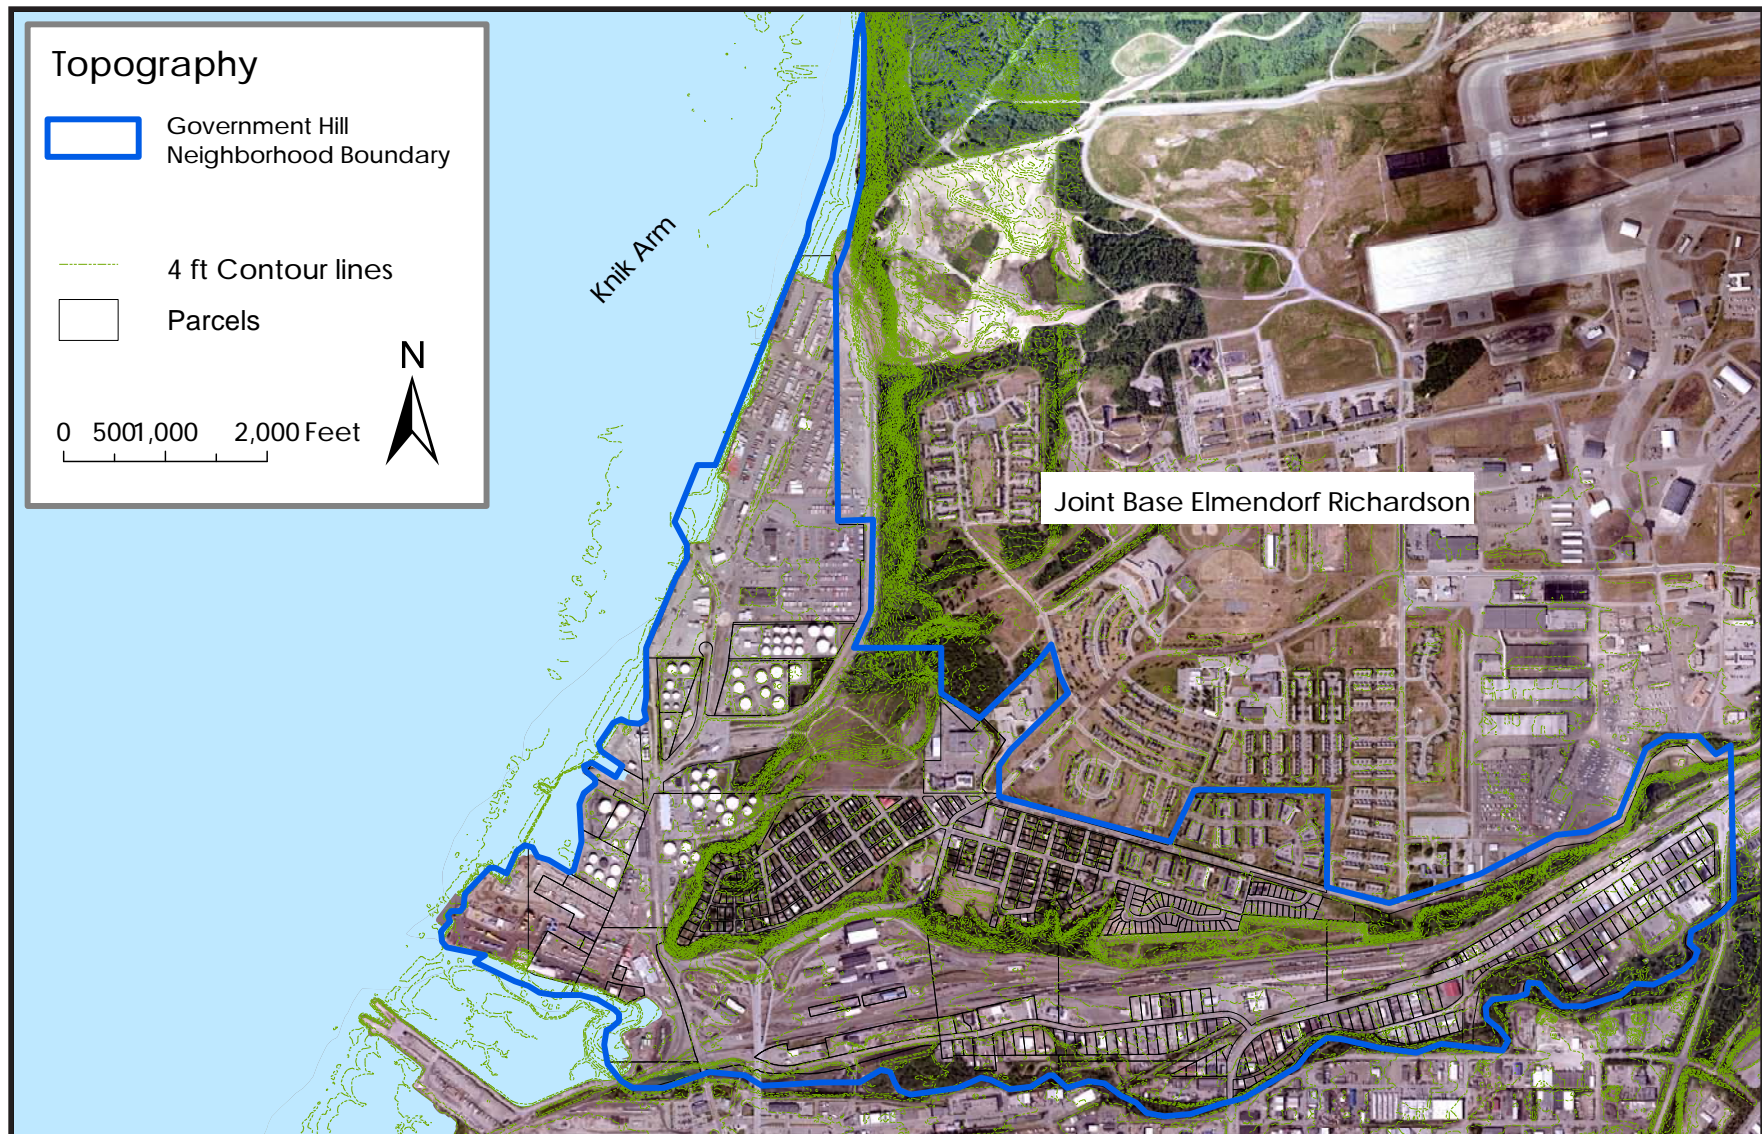 Topography
Government Hill
Neighborhood Boundary
4 ft Contour lines
Parcels
N
0 5001,000 2,000 Feet
Knik Arm
Joint Base Elmendorf Richardson